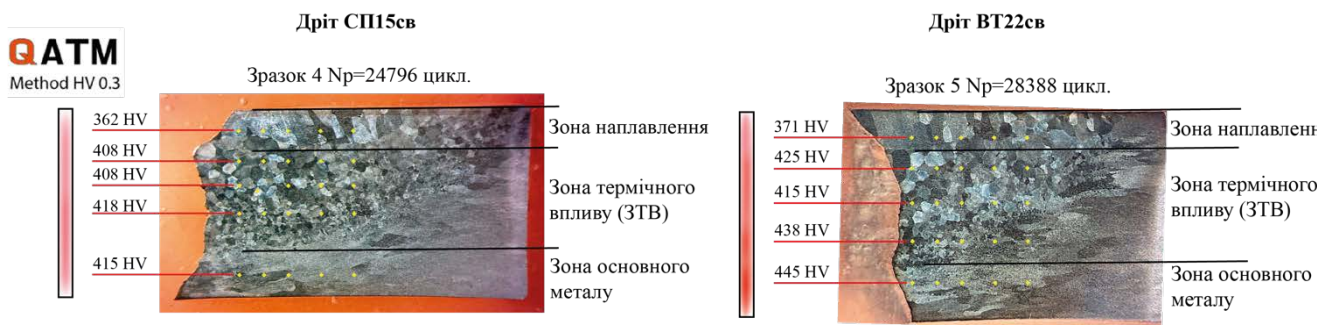 Дріт СП15св
QATM
Method HV 0.3
Зразок 4 Np=24796 цикл.
362 HV
408 HV
408 HV
418 HV
415 HV
Зона наплавлення
Зона термічного
впливу (ЗТВ)
Зона основного
металу
Дріт ВТ22св
Зразок 5 Np=28388 цикл.
371 HV
425 HV
415 HV
438 HV
445 HV
Зона наплавленн
Зона термічного
впливу (ЗТВ)
Зона основного
металу